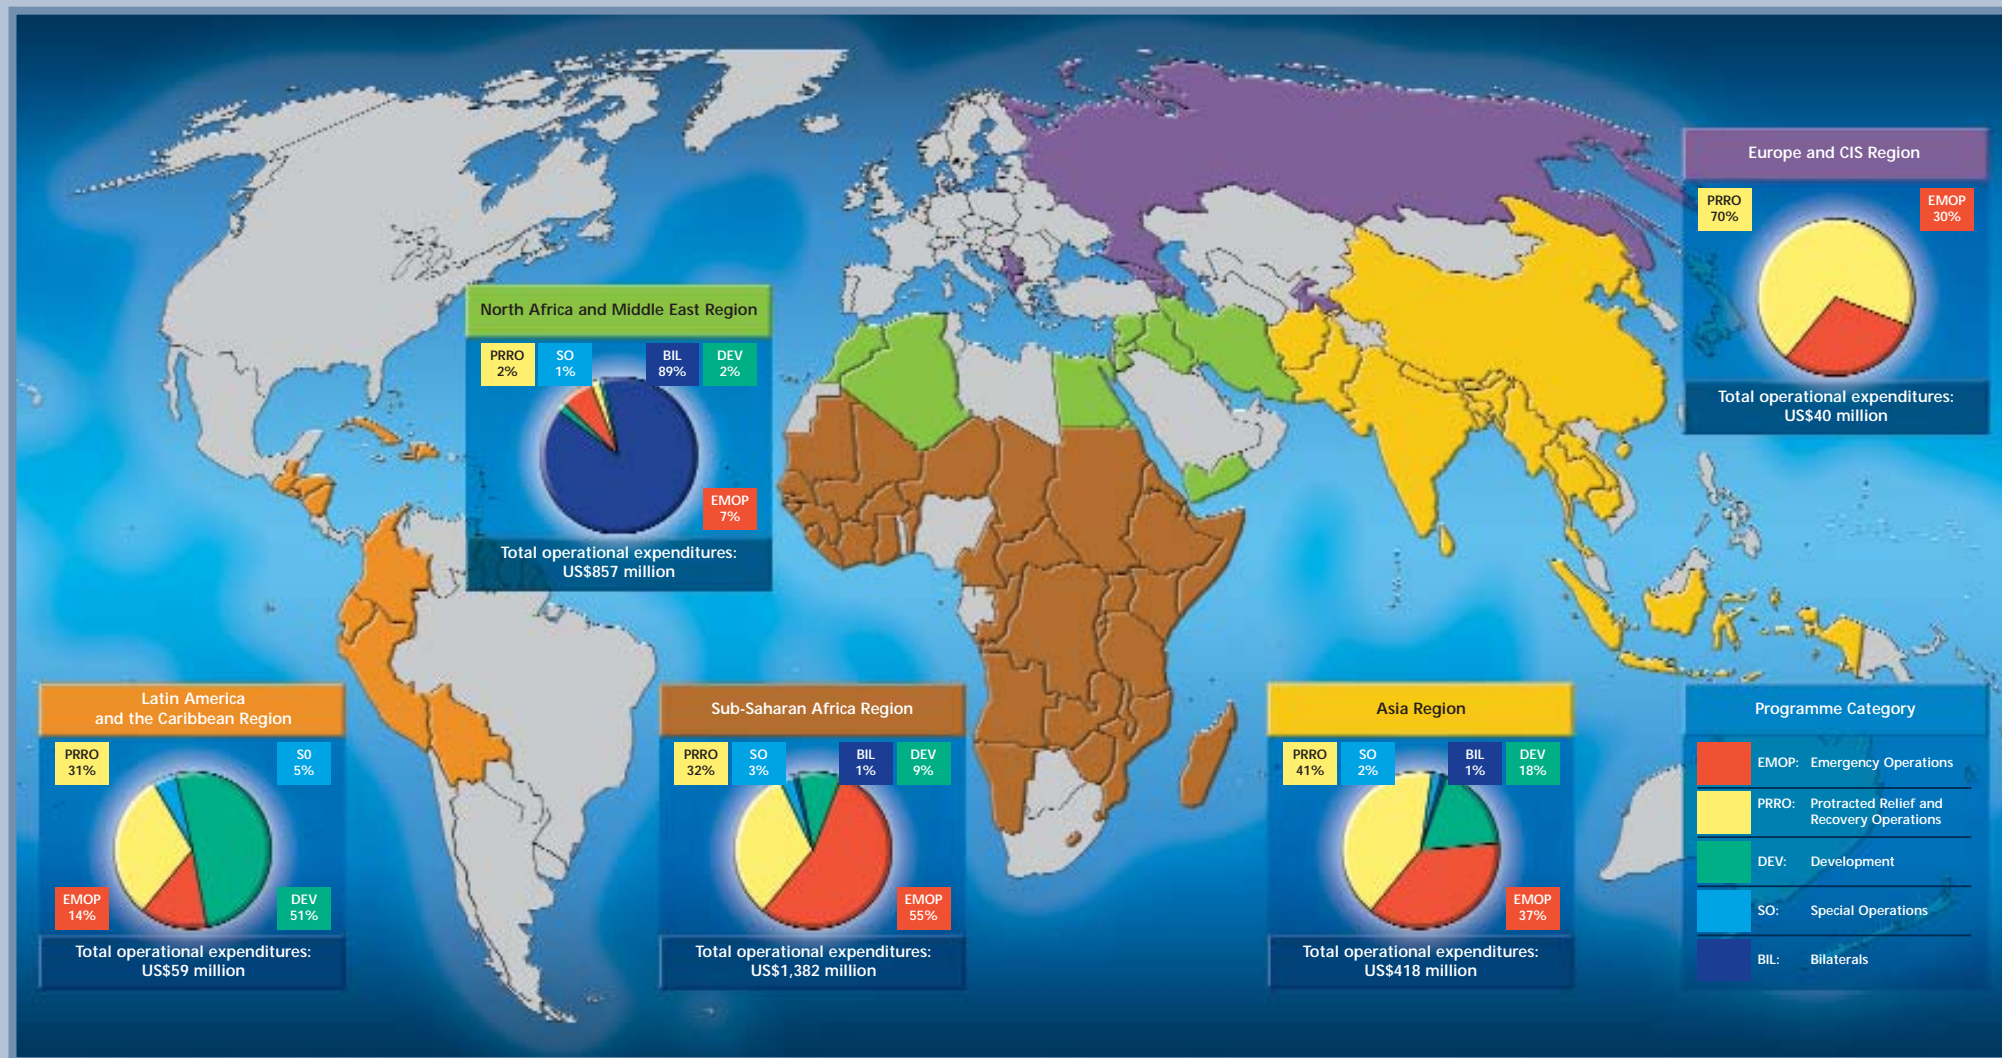 Europe and CIS Region
PRRO
70%
EMOP
30%
Total operational expenditures:
US$40 million
North Africa and Middle East Region
PRRO
2%
SO
1%
BIL
89%
DEV
2%
EMOP
7%
Total operational expenditures:
US$857 million
Latin America
and the Caribbean Region
PRRO
31%
S0
5%
EMOP
14%
DEV
51%
Total operational expenditures:
US$59 million
Sub-Saharan Africa Region
PRRO
32%
SO
3%
BIL
1%
DEV
9%
EMOP
55%
Total operational expenditures:
US$1,382 million
Asia Region
PRRO
41%
SO
2%
BIL
1%
DEV
18%
EMOP
37%
Total operational expenditures:
US$418 million
Programme Category
EMOP: Emergency Operations
PRRO: Protracted Relief and
Recovery Operations
DEV: Development
SO: Special Operations
BIL: Bilaterals